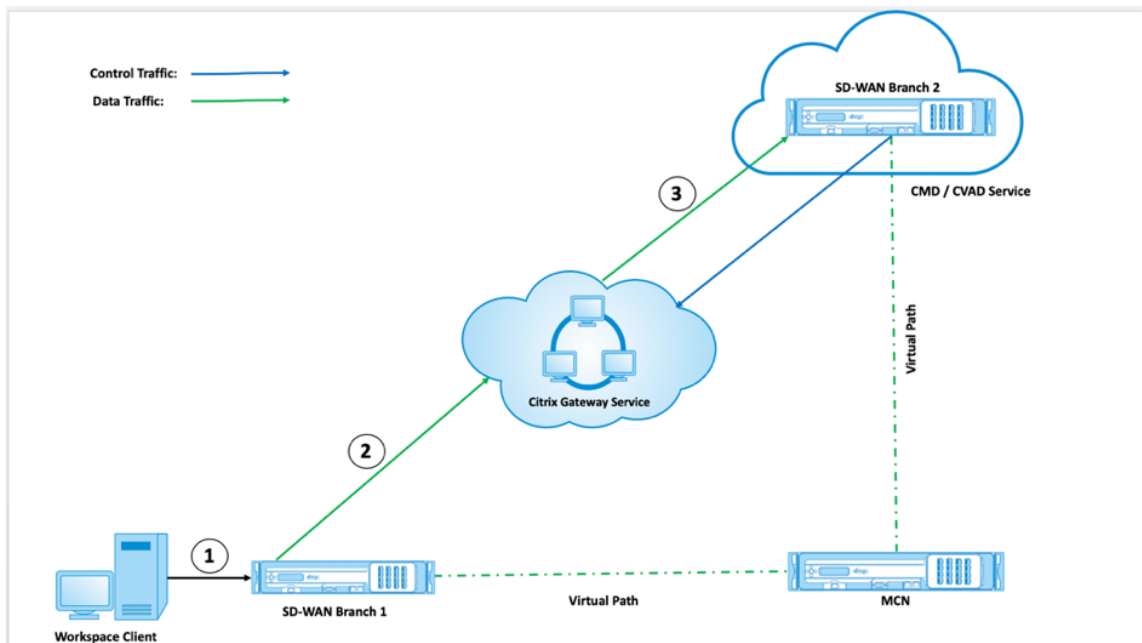 Control Traffic:
Data Traffic:
SD-WAN Branch 2
CMD / CVAD Service
3
Citrix Gateway Service
Virtual Path
2
1
SD-WAN Branch 1
Virtual Path
MCN
Workspace Client